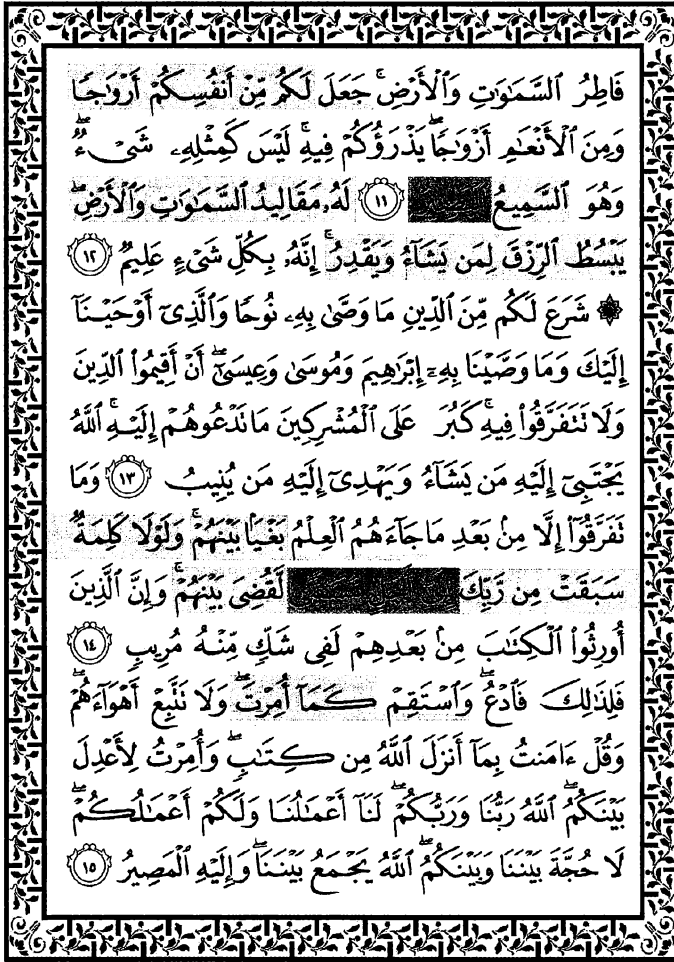 فَاطِرُ ٱلسَّمَٰوَٰتِ وَٱلْأَرْضِ ۚ جَعَلَ لَكُم مِّنْ أَنفُسِكُمْ أَزْوَٰجًا
وَمِنَ ٱلْأَنْعَٰمِ أَزْوَٰجًا ۖ يَذْرَؤُكُمْ فِيهِ ۚ لَيْسَ كَمِثْلِهِۦ شَىْءٌ ۖ
وَهُوَ ٱلسَّمِيعُ ١١ لَهُۥ مَقَالِيدُ ٱلسَّمَٰوَٰتِ وَٱلْأَرْضِ ۖ
يَبْسُطُ ٱلرِّزْقَ لِمَن يَشَآءُ وَيَقْدِرُ ۚ إِنَّهُۥ بِكُلِّ شَىْءٍ عَلِيمٌ ١٢
۞ شَرَعَ لَكُم مِّنَ ٱلدِّينِ مَا وَصَّىٰ بِهِۦ نُوحًا وَٱلَّذِىٓ أَوْحَيْنَآ
إِلَيْكَ وَمَا وَصَّيْنَا بِهِۦٓ إِبْرَٰهِيمَ وَمُوسَىٰ وَعِيسَىٰٓ ۖ أَنْ أَقِيمُوا۟ ٱلدِّينَ
وَلَا تَتَفَرَّقُوا۟ فِيهِ ۚ كَبُرَ عَلَى ٱلْمُشْرِكِينَ مَا تَدْعُوهُمْ إِلَيْهِ ۚ ٱللَّهُ
يَجْتَبِىٓ إِلَيْهِ مَن يَشَآءُ وَيَهْدِىٓ إِلَيْهِ مَن يُنِيبُ ١٣ وَمَا
تَفَرَّقُوٓا۟ إِلَّا مِنۢ بَعْدِ مَا جَآءَهُمُ ٱلْعِلْمُ بَغْيًۢا بَيْنَهُمْ ۚ وَلَوْلَا كَلِمَةٌ
سَبَقَتْ مِن رَّبِّكَ لَّقُضِىَ بَيْنَهُمْ ۚ وَإِنَّ ٱلَّذِينَ
أُورِثُوا۟ ٱلْكِتَٰبَ مِنۢ بَعْدِهِمْ لَفِى شَكٍّ مِّنْهُ مُرِيبٍ ١٤
فَلِذَٰلِكَ فَٱدْعُ ۖ وَٱسْتَقِمْ كَمَآ أُمِرْتَ ۖ وَلَا تَتَّبِعْ أَهْوَآءَهُمْ ۖ
وَقُلْ ءَامَنتُ بِمَآ أَنزَلَ ٱللَّهُ مِن كِتَٰبٍ ۖ وَأُمِرْتُ لِأَعْدِلَ
بَيْنَكُمُ ۖ ٱللَّهُ رَبُّنَا وَرَبُّكُمْ ۖ لَنَآ أَعْمَٰلُنَا وَلَكُمْ أَعْمَٰلُكُمْ ۖ
لَا حُجَّةَ بَيْنَنَا وَبَيْنَكُمُ ۖ ٱللَّهُ يَجْمَعُ بَيْنَنَا ۖ وَإِلَيْهِ ٱلْمَصِيرُ ١٥